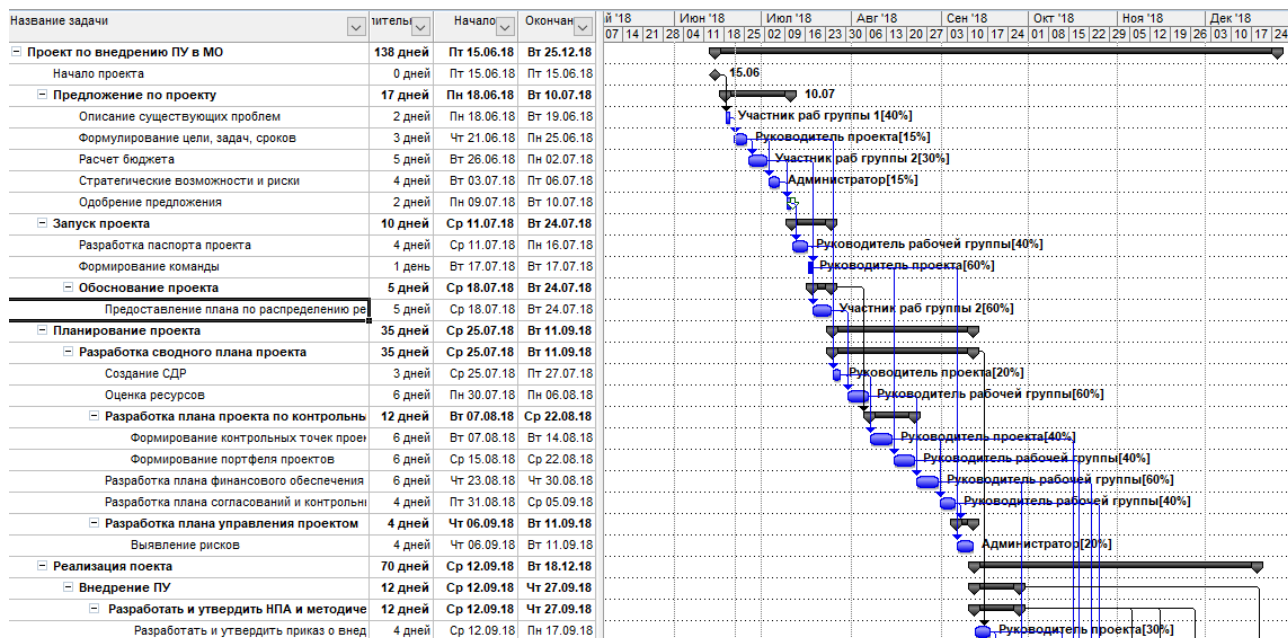 Название задачи	ителы	Начало	Окончан	й '18	Июн '18	Июл '18	Авг '18	Сен '18	Окт '18	Ноя '18	Дек '18
07 14 21 28 04 11 18 25 02 09 16 23 30 06 13 20 27 03 10 17 24 01 08 15 22 29 05 12 19 26 03 10 17 24
Проект по внедрению ПУ в МО	138 дней	Пт 15.06.18	Вт 25.12.18
Начало проекта	0 дней	Пт 15.06.18	Пт 15.06.18	15.06
Предложение по проекту	17 дней	Пн 18.06.18	Вт 10.07.18	10.07
Описание существующих проблем	2 дней	Пн 18.06.18	Вт 19.06.18	Участник раб группы 1[40%]
Формулирование цели, задач, сроков	3 дней	Чт 21.06.18	Пн 25.06.18	Руководитель проекта[15%]
Расчет бюджета	5 дней	Вт 26.06.18	Пн 02.07.18	Участник раб группы 2[30%]
Стратегические возможности и риски	4 дней	Вт 03.07.18	Пт 06.07.18	Администратор[15%]
Одобрение предложения	2 дней	Пн 09.07.18	Вт 10.07.18
Запуск проекта	10 дней	Ср 11.07.18	Вт 24.07.18
Разработка паспорта проекта	4 дней	Ср 11.07.18	Пн 16.07.18	Руководитель рабочей группы[40%]
Формирование команды	1 день	Вт 17.07.18	Вт 17.07.18	Руководитель проекта[60%]
Обоснование проекта	5 дней	Ср 18.07.18	Вт 24.07.18
Предоставление плана по распределению ре	5 дней	Ср 18.07.18	Вт 24.07.18	Участник раб группы 2[60%]
Планирование проекта	35 дней	Ср 25.07.18	Вт 11.09.18
Разработка сводного плана проекта	35 дней	Ср 25.07.18	Вт 11.09.18
Создание СДР	3 дней	Ср 25.07.18	Пт 27.07.18	Руководитель проекта[20%]
Оценка ресурсов	6 дней	Пн 30.07.18	Пн 06.08.18	Руководитель рабочей группы[60%]
Разработка плана проекта по контрольны	12 дней	Вт 07.08.18	Ср 22.08.18
Формирование контрольных точек проек	6 дней	Вт 07.08.18	Вт 14.08.18	Руководитель проекта[40%]
Формирование портфеля проектов	6 дней	Ср 15.08.18	Ср 22.08.18	Руководитель рабочей группы[40%]
Разработка плана финансового обеспечения	6 дней	Чт 23.08.18	Чт 30.08.18	Руководитель рабочей группы[60%]
Разработка плана согласований и контрольны	4 дней	Пт 31.08.18	Ср 05.09.18	Руководитель рабочей группы[40%]
Разработка плана управления проектом	4 дней	Чт 06.09.18	Вт 11.09.18
Выявление рисков	4 дней	Чт 06.09.18	Вт 11.09.18	Администратор[20%]
Реализация поекта	70 дней	Ср 12.09.18	Вт 18.12.18
Внедрение ПУ	12 дней	Ср 12.09.18	Чт 27.09.18
Разработать и утвердить НПА и методиче	12 дней	Ср 12.09.18	Чт 27.09.18
Разработать и утвердить приказ о внед	4 дней	Ср 12.09.18	Пн 17.09.18	Руководитель проекта[30%]